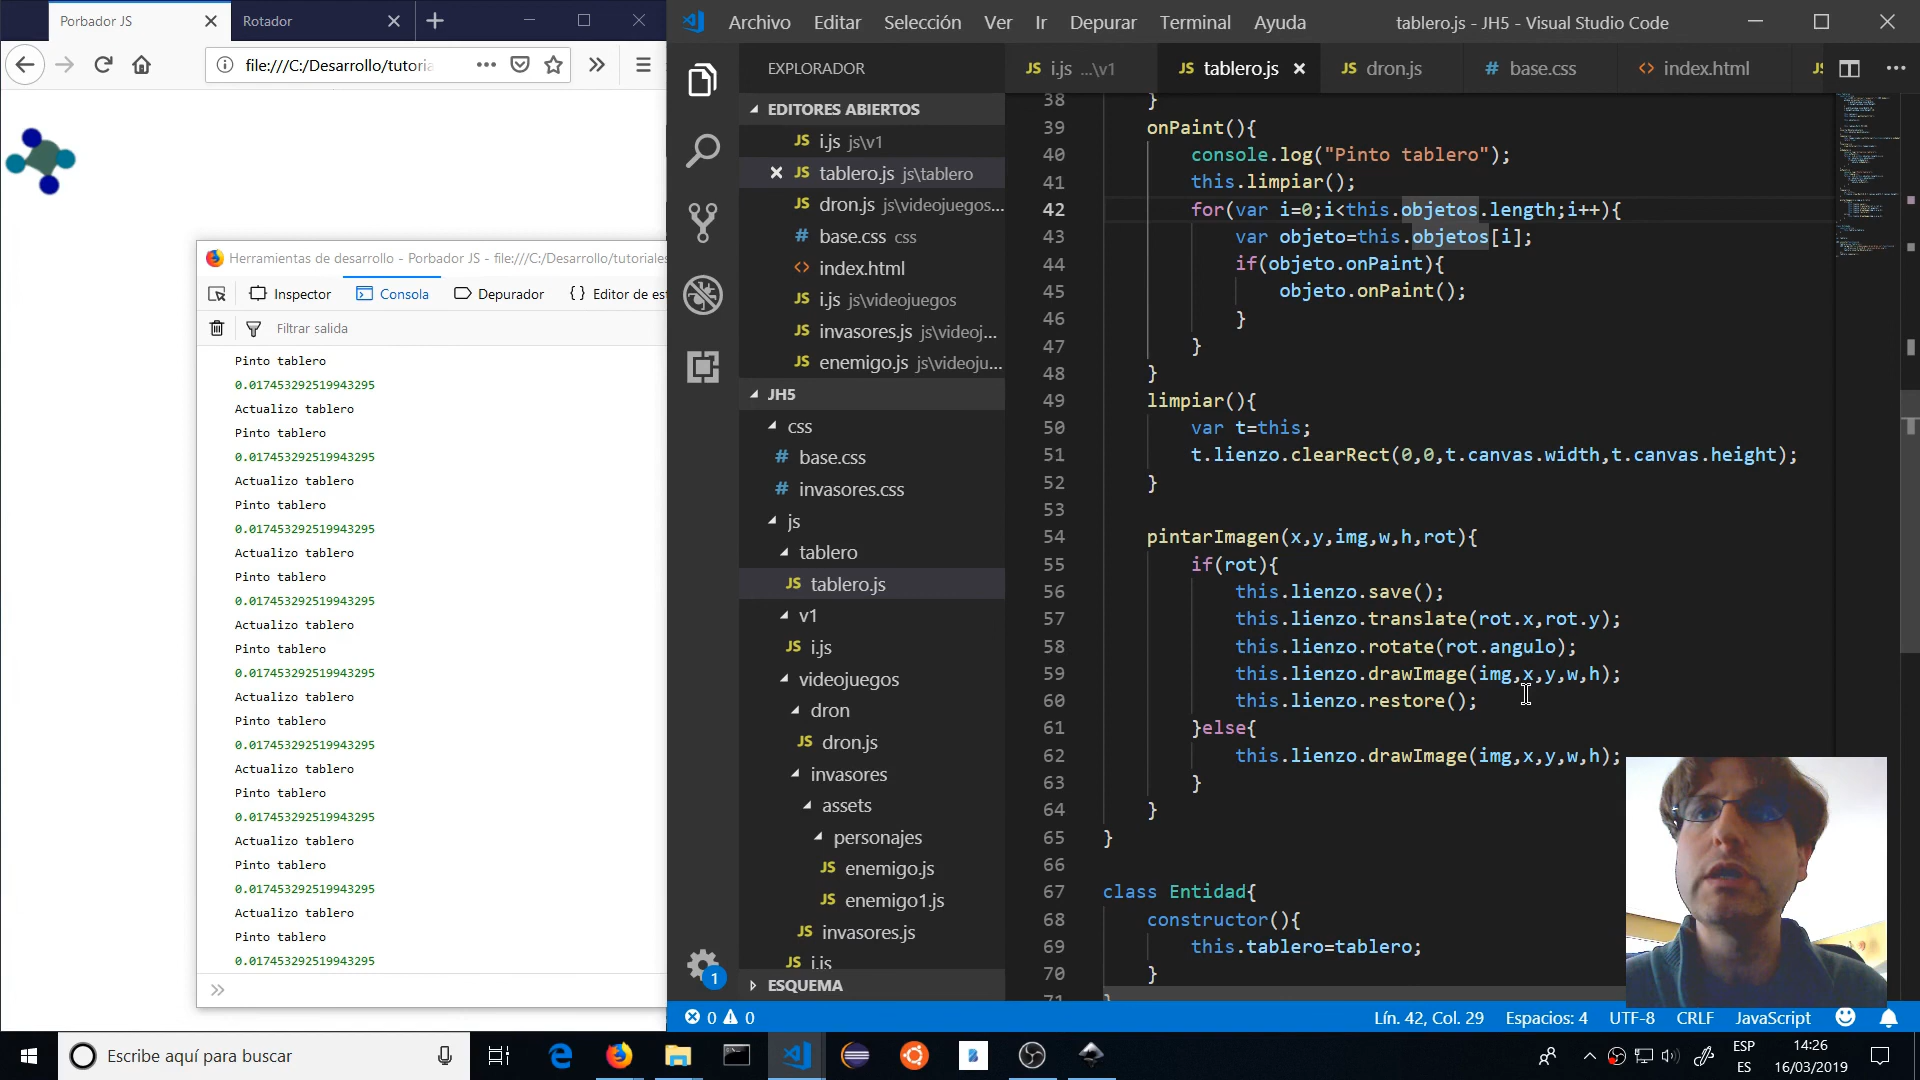 Porbador JS
Rotador
file:///C:/Desarrollo/tutoria
Herramientas de desarrollo - Porbador JS - file:///C:/Desarrollo/tutoriales
Inspector
Consola
Depurador
{ } Editor de est
Filtrar salida
Pinto tablero
0.017453292519943295
Actualizo tablero
Pinto tablero
0.017453292519943295
Actualizo tablero
Pinto tablero
0.017453292519943295
Actualizo tablero
Pinto tablero
0.017453292519943295
Actualizo tablero
Pinto tablero
0.017453292519943295
Actualizo tablero
Pinto tablero
0.017453292519943295
Actualizo tablero
Pinto tablero
0.017453292519943295
Actualizo tablero
Pinto tablero
0.017453292519943295
Actualizo tablero
Pinto tablero
0.017453292519943295
Archivo Editar Selección Ver Ir Depurar Terminal Ayuda
tablero.js - JH5 - Visual Studio Code
EXPLORADOR
EDITORES ABIERTOS
JS i.js js\v1
JS tablero.js js\tablero
JS dron.js js\videojuegos...
# base.css css
<> index.html
JS i.js js\videojuegos
JS invasores.js js\videoj...
JS enemigo.js js\videoju...
JH5
css
# base.css
# invasores.css
js
tablero
JS tablero.js
v1
JS i.js
videojuegos
dron
JS dron.js
invasores
assets
personajes
JS enemigo.js
JS enemigo1.js
JS invasores.js
JS i.js
ESQUEMA
JS i.js ...\v1
JS tablero.js
JS dron.js
# base.css
<> index.html
38 }
39 onPaint(){
40 console.log("Pinto tablero");
41 this.limpiar();
42 for(var i=0;i<this.objetos.length;i++){
43 var objeto=this.objetos[i];
44 if(objeto.onPaint){
45 objeto.onPaint();
46 }
47 }
48 }
49 limpiar(){
50 var t=this;
51 t.lienzo.clearRect(0,0,t.canvas.width,t.canvas.height);
52 }
53
54 pintarImagen(x,y,img,w,h,rot){
55 if(rot){
56 this.lienzo.save();
57 this.lienzo.translate(rot.x,rot.y);
58 this.lienzo.rotate(rot.angulo);
59 this.lienzo.drawImage(img,x,y,w,h);
60 this.lienzo.restore();
61 }else{
62 this.lienzo.drawImage(img,x,y,w,h);
63 }
64 }
65 }
66
67 class Entidad{
68 constructor(){
69 this.tablero=tablero;
70 }
71 }
1
0 0
Lín. 42, Col. 29
Espacios: 4
UTF-8
CRLF
JavaScript
Escribe aquí para buscar
ESP
ES
14:26
16/03/2019